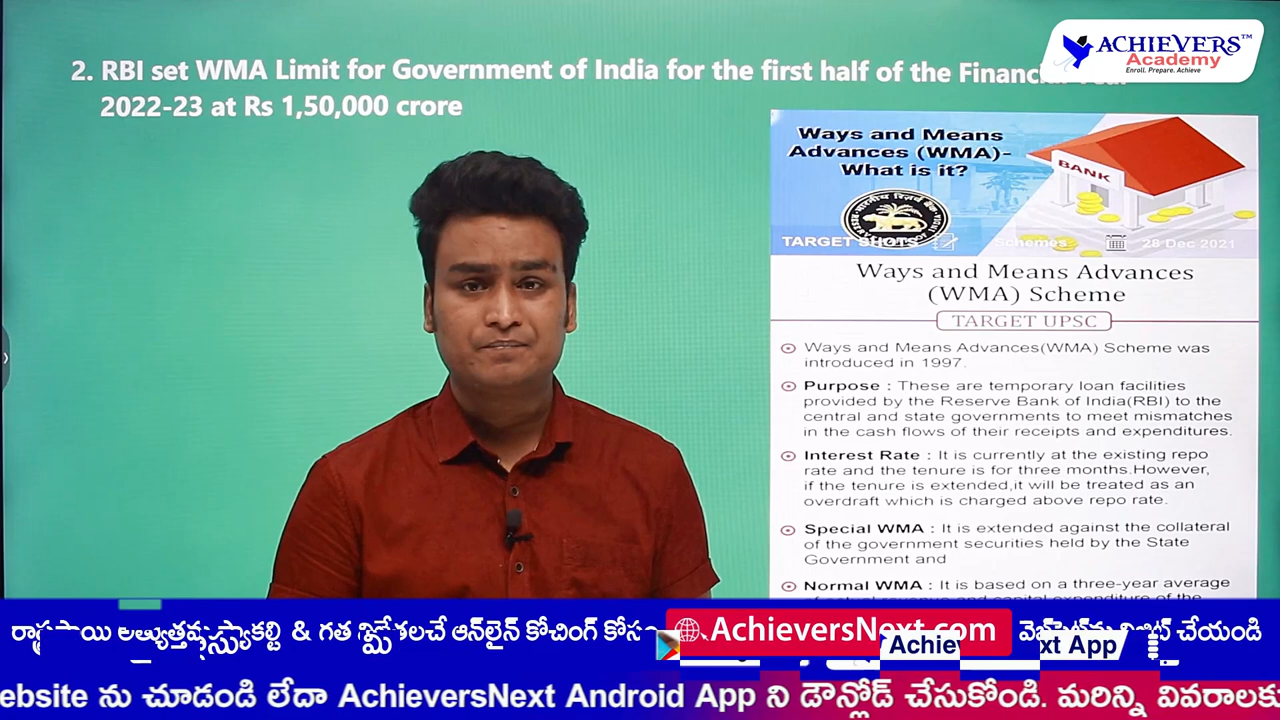 2. RBI set WMA Limit for Government of India for the first half of the
2022-23 at Rs 1,50,000 crore
ACHIEVERS™
Academy
Enroll. Prepare. Achieve
Ways and Means
Advances (WMA)-
What is it?
BANK
TARGET SHOTS
Schemes
28 Dec 2021
Ways and Means Advances
(WMA) Scheme
TARGET UPSC
Ways and Means Advances(WMA) Scheme was
introduced in 1997.
Purpose : These are temporary loan facilities
provided by the Reserve Bank of India(RBI) to the
central and state governments to meet mismatches
in the cash flows of their receipts and expenditures.
Interest Rate : It is currently at the existing repo
rate and the tenure is for three months.However,
if the tenure is extended,it will be treated as an
overdraft which is charged above repo rate.
Special WMA : It is extended against the collateral
of the government securities held by the State
Government and
Normal WMA : It is based on a three-year average
& గత ఆన్‌లైన్ కోచింగ్ AchieversNext.com చేయండి
App
ebsite ను చూడండి లేదా AchieversNext Android App ని డౌన్లోడ్ చేసుకోండి. మరిన్ని వివరాలకు